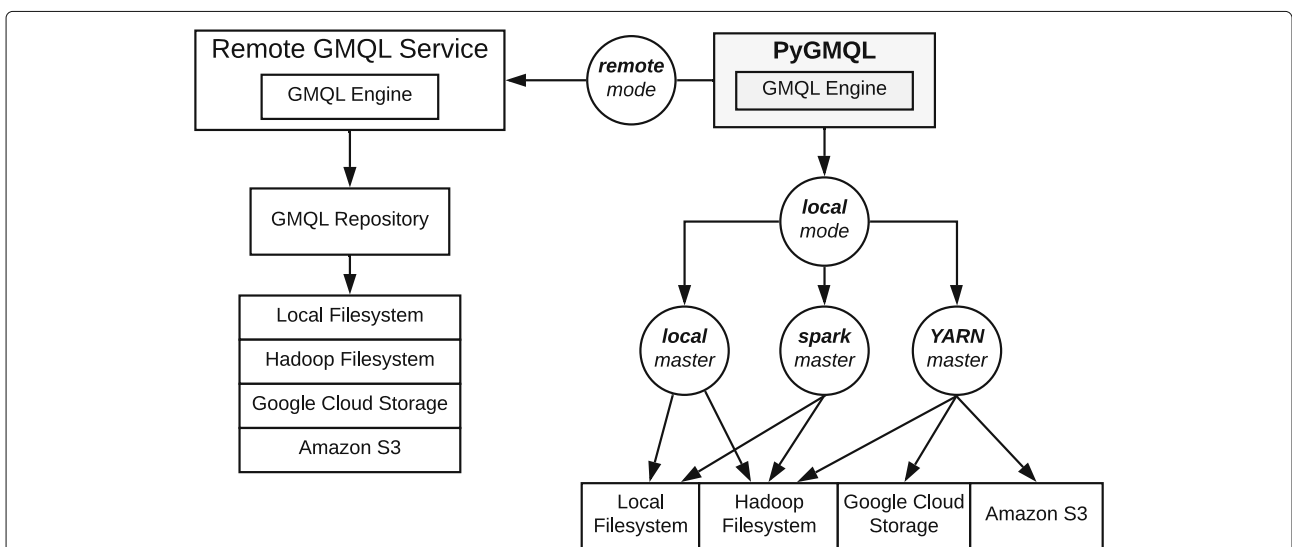 Remote GMQL Service
GMQL Engine
remote
mode
PyGMQL
GMQL Engine
GMQL Repository
local
mode
Local Filesystem
Hadoop Filesystem
Google Cloud Storage
Amazon S3
local
master
spark
master
YARN
master
Local
Filesystem
Hadoop
Filesystem
Google Cloud
Storage
Amazon S3